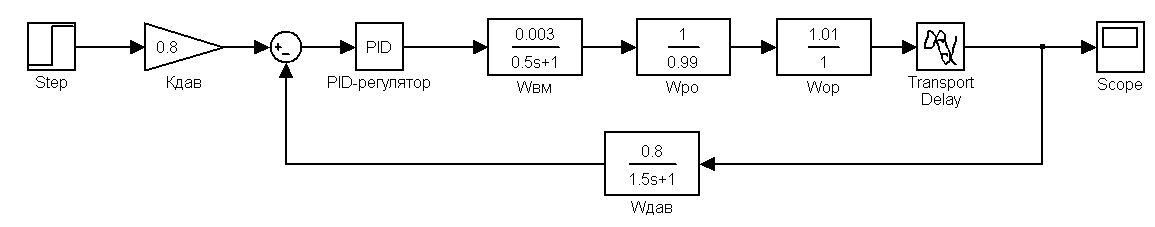 Step
0.8
Кдав
+
−
PID
PID-регулятор
0.003
0.5s+1
Wвм
1
0.99
Wро
1.01
1
Wор
Transport
Delay
Scope
0.8
1.5s+1
Wдав